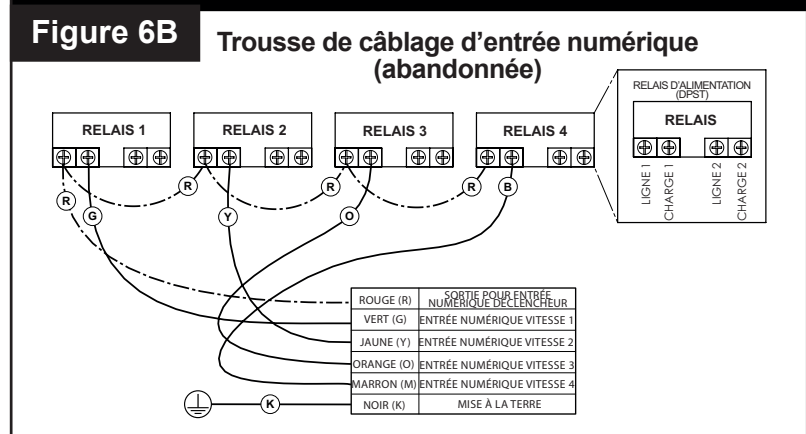 Figure 6B
Trousse de câblage d'entrée numérique
(abandonnée)
RELAIS 1
RELAIS 2
RELAIS 3
RELAIS 4
RELAIS D'ALIMENTATION
(DPST)
RELAIS
LIGNE 1
CHARGE 1
LIGNE 2
CHARGE 2
R
G
R
Y
R
O
R
B
ROUGE (R) SORTIE POUR ENTRÉE
NUMÉRIQUE DÉCLENCHEUR
VERT (G) ENTRÉE NUMÉRIQUE VITESSE 1
JAUNE (Y) ENTRÉE NUMÉRIQUE VITESSE 2
ORANGE (O) ENTRÉE NUMÉRIQUE VITESSE 3
MARRON (M) ENTRÉE NUMÉRIQUE VITESSE 4
NOIR (K) MISE À LA TERRE
K